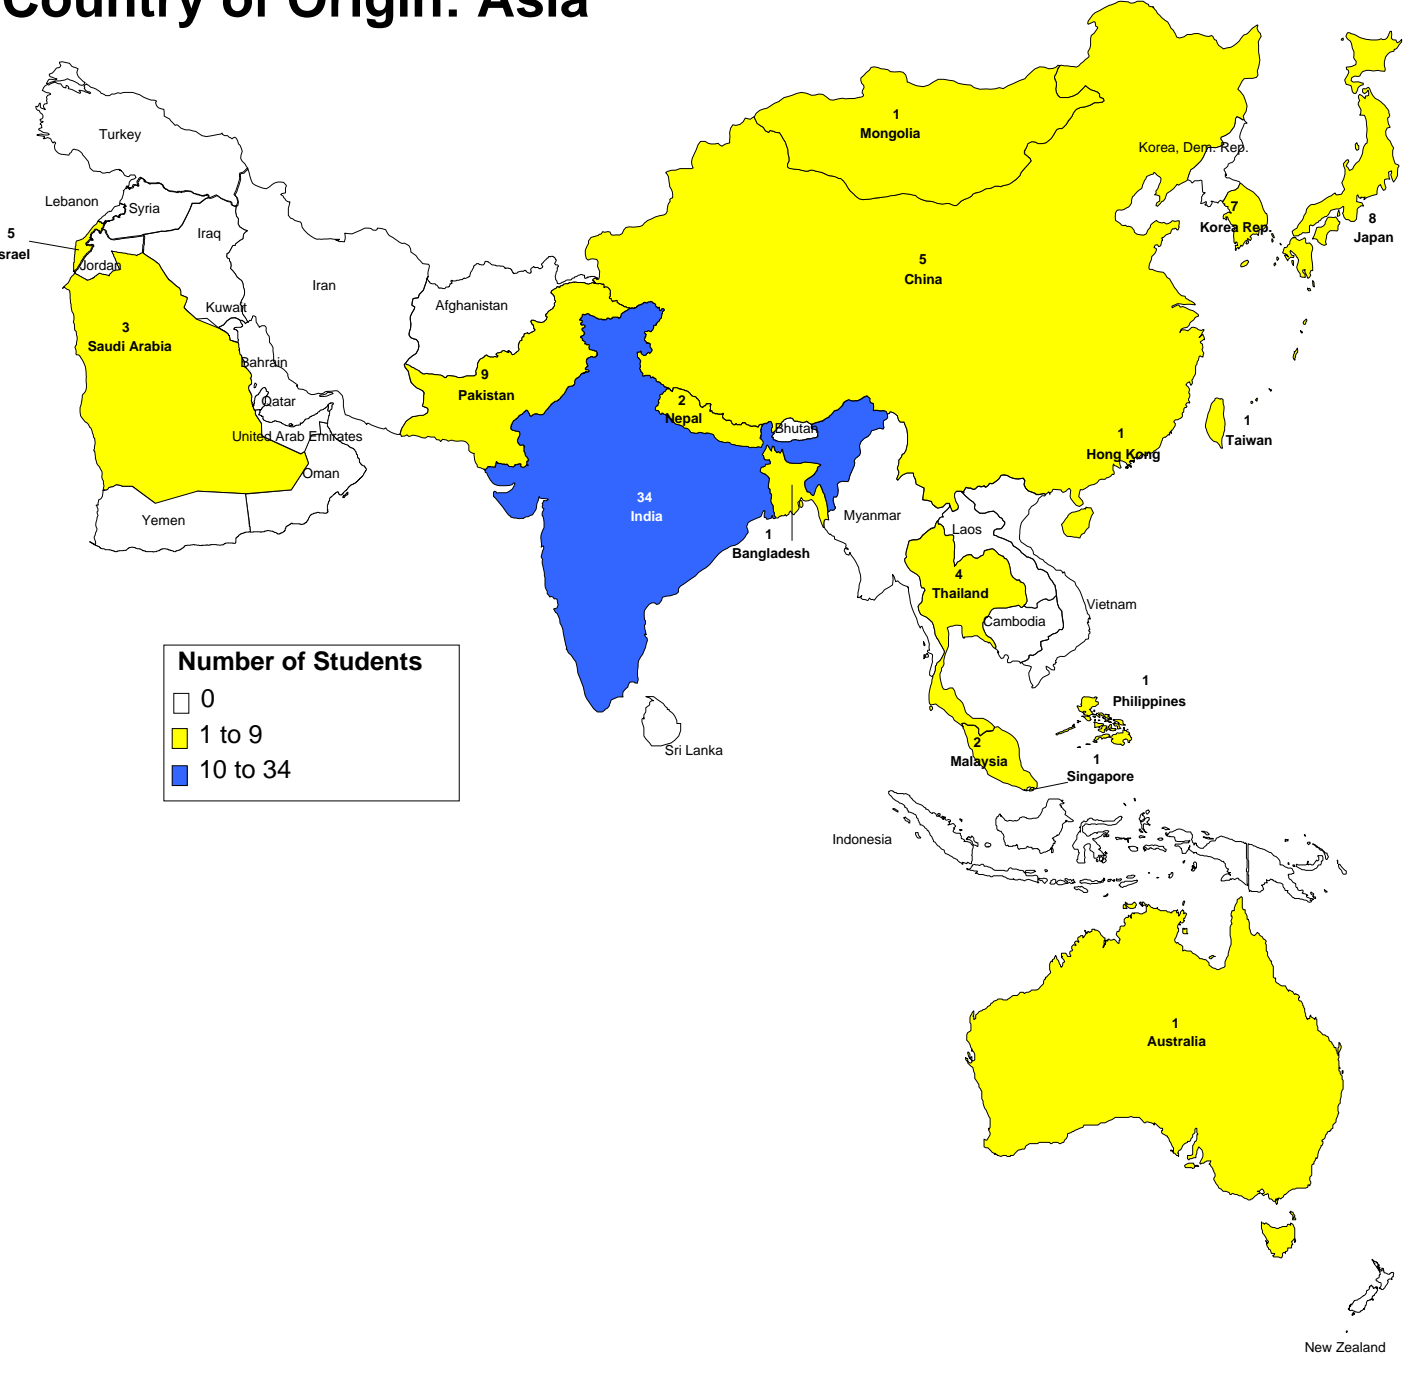 Country of Origin: Asia
Turkey
Lebanon
Syria
5
srael
Jordan
Iraq
Kuwait
Iran
Afghanistan
3
Saudi Arabia
Bahrain
Qatar
United Arab Emirates
Oman
Yemen
9
Pakistan
34
India
2
Nepal
Bhutan
1
Bangladesh
Sri Lanka
1
Mongolia
5
China
Korea, Dem. Rep.
7
Korea Rep.
8
Japan
1
Hong Kong
1
Taiwan
Myanmar
Laos
4
Thailand
Cambodia
Vietnam
1
Philippines
2
Malaysia
1
Singapore
Indonesia
1
Australia
New Zealand
Number of Students
0
1 to 9
10 to 34